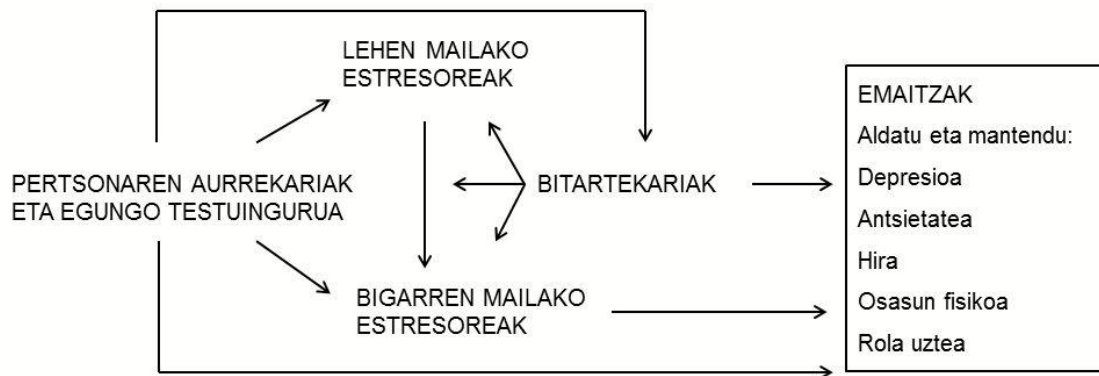 LEHEN MAILAKO
ESTRESOREAK
PERTSONAREN AURREKARIAK
ETA EGUNGO TESTUINGURUA
BITARTEKARIAK
BIGARREN MAILAKO
ESTRESOREAK
EMAITZAK
Aldatu eta mantendu:
Depresioa
Antsietatea
Hira
Osasun fisikoa
Rola uztea